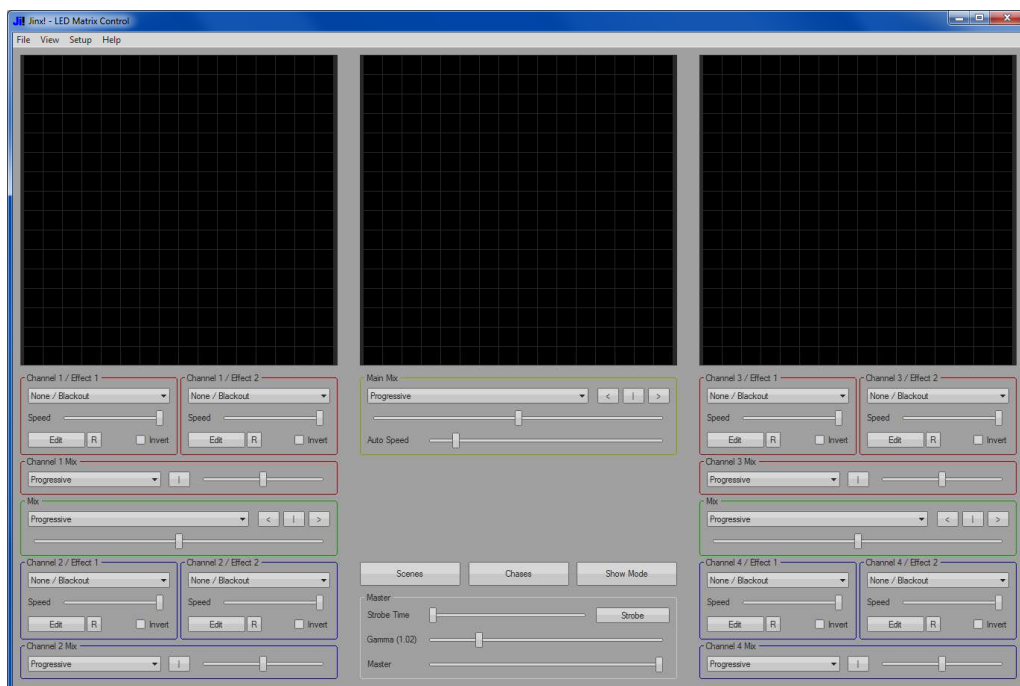 Jinx! - LED Matrix Control
File View Setup Help
Channel 1 / Effect 1
None / Blackout
Speed
Edit R Invert
Channel 1 / Effect 2
None / Blackout
Speed
Edit R Invert
Channel 1 Mix
Progressive |
Mix
Progressive < | >
Channel 2 / Effect 1
None / Blackout
Speed
Edit R Invert
Channel 2 / Effect 2
None / Blackout
Speed
Edit R Invert
Channel 2 Mix
Progressive |
Main Mix
Progressive < | >
Auto Speed
Scenes Chases Show Mode
Master
Strobe Time Strobe
Gamma (1.02)
Master
Channel 3 / Effect 1
None / Blackout
Speed
Edit R Invert
Channel 3 / Effect 2
None / Blackout
Speed
Edit R Invert
Channel 3 Mix
Progressive |
Mix
Progressive < | >
Channel 4 / Effect 1
None / Blackout
Speed
Edit R Invert
Channel 4 / Effect 2
None / Blackout
Speed
Edit R Invert
Channel 4 Mix
Progressive |